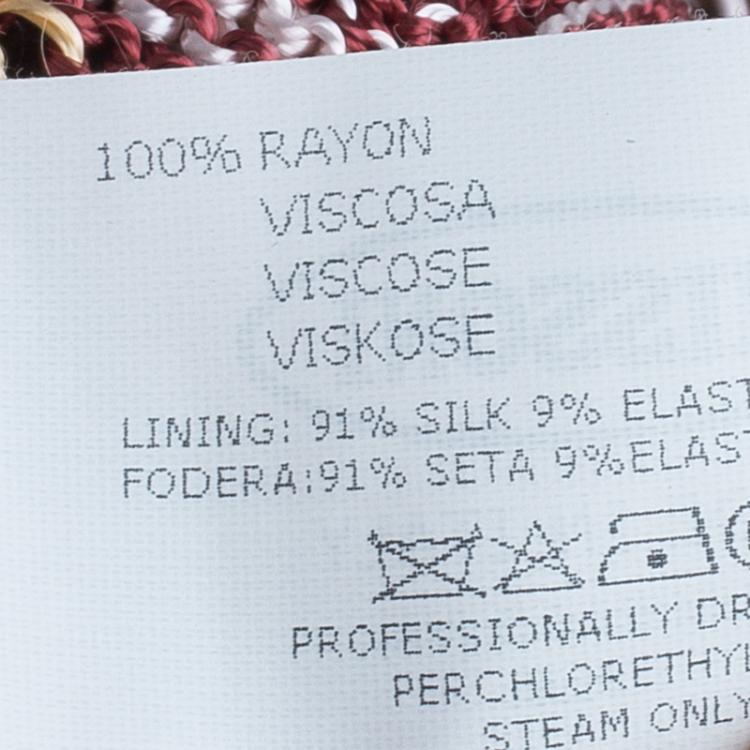 100% RAYON
VISCOSA
VISCOSE
VISKOSE
LINING: 91% SILK 9% ELAST
FODERA:91% SETA 9%ELAST
PROFESSIONALLY DR
PERCHLORETHYL
STEAM ONLY